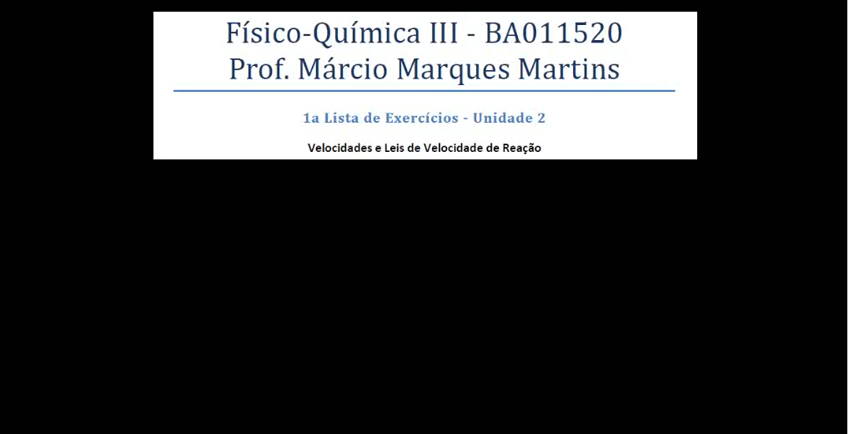 Físico-Química III - BA011520
Prof. Márcio Marques Martins
1a Lista de Exercícios - Unidade 2
Velocidades e Leis de Velocidade de Reação